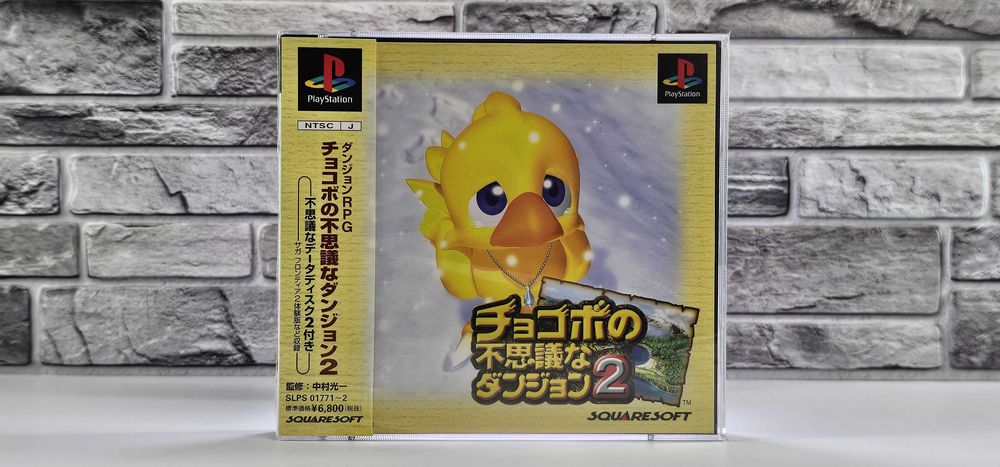 PlayStation
NTSC J
ダンジョンRPG
チョコボの不思議なダンジョン2
不思議なデータディスク2付き
サガ フロンティア2体験版など収録
監修:中村光一
SLPS 01771~2
標準価格¥6,800(税抜)
SQUARESOFT
PlayStation
チョコボの
不思議な
ダンジョン2
TM
SQUARESOFT